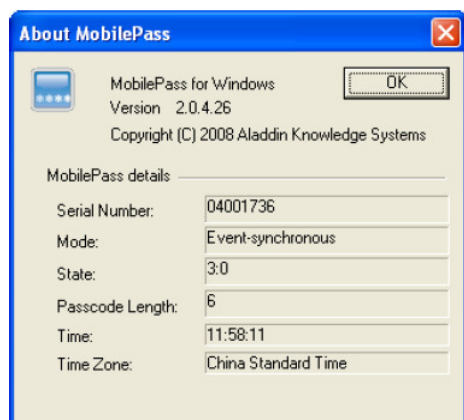 About MobilePass
MobilePass for Windows
OK
Version 2.0.4.26
Copyright (C) 2008 Aladdin Knowledge Systems
MobilePass details
Serial Number: 04001736
Mode: Event-synchronous
State: 3:0
Passcode Length: 6
Time: 11:58:11
Time Zone: China Standard Time